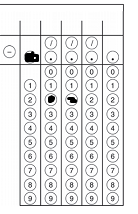 / / /
− . . . .
0 0 0 0
1 1 1 1 1
2 2 2
3 3 3 3 3
4 4 4 4 4
5 5 5 5 5
6 6 6 6 6
7 7 7 7 7
8 8 8 8 8
9 9 9 9 9